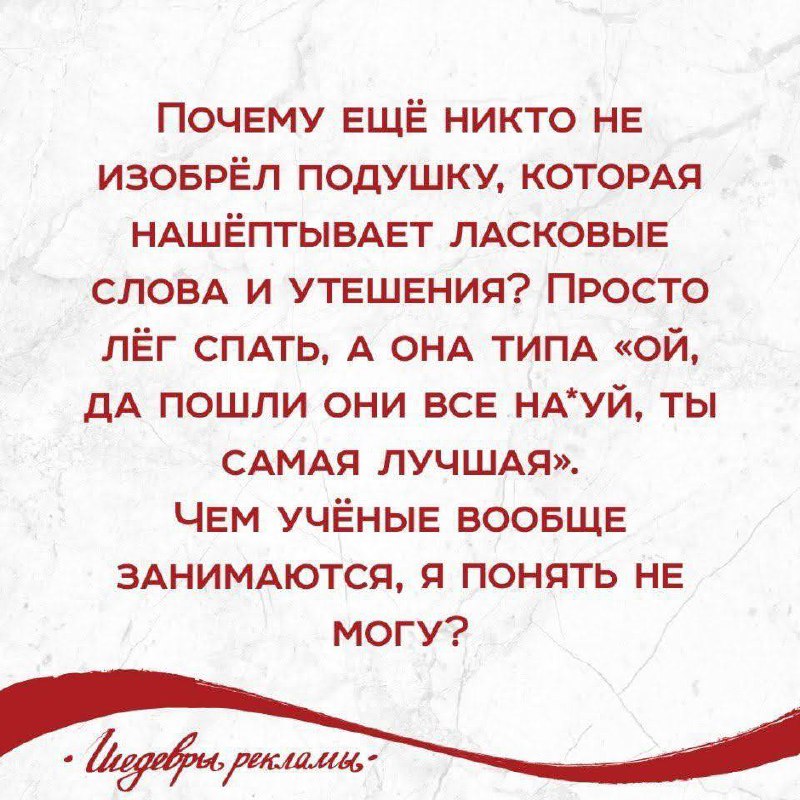 Почему ещё никто не
изобрёл подушку, которая
нашёптывает ласковые
слова и утешения? Просто
лёг спать, а она типа «ой,
да пошли они все на*уй, ты
самая лучшая».
Чем учёные вообще
занимаются, я понять не
могу?
· Шедевры рекламы ·